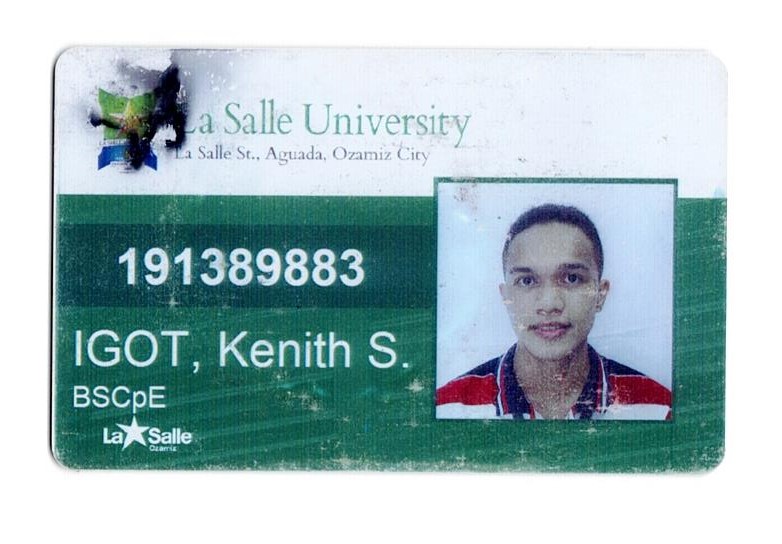 La Salle University
La Salle St., Aguada, Ozamiz City
191389883
IGOT, Kenith S.
BSCpE
La Salle
Ozamiz